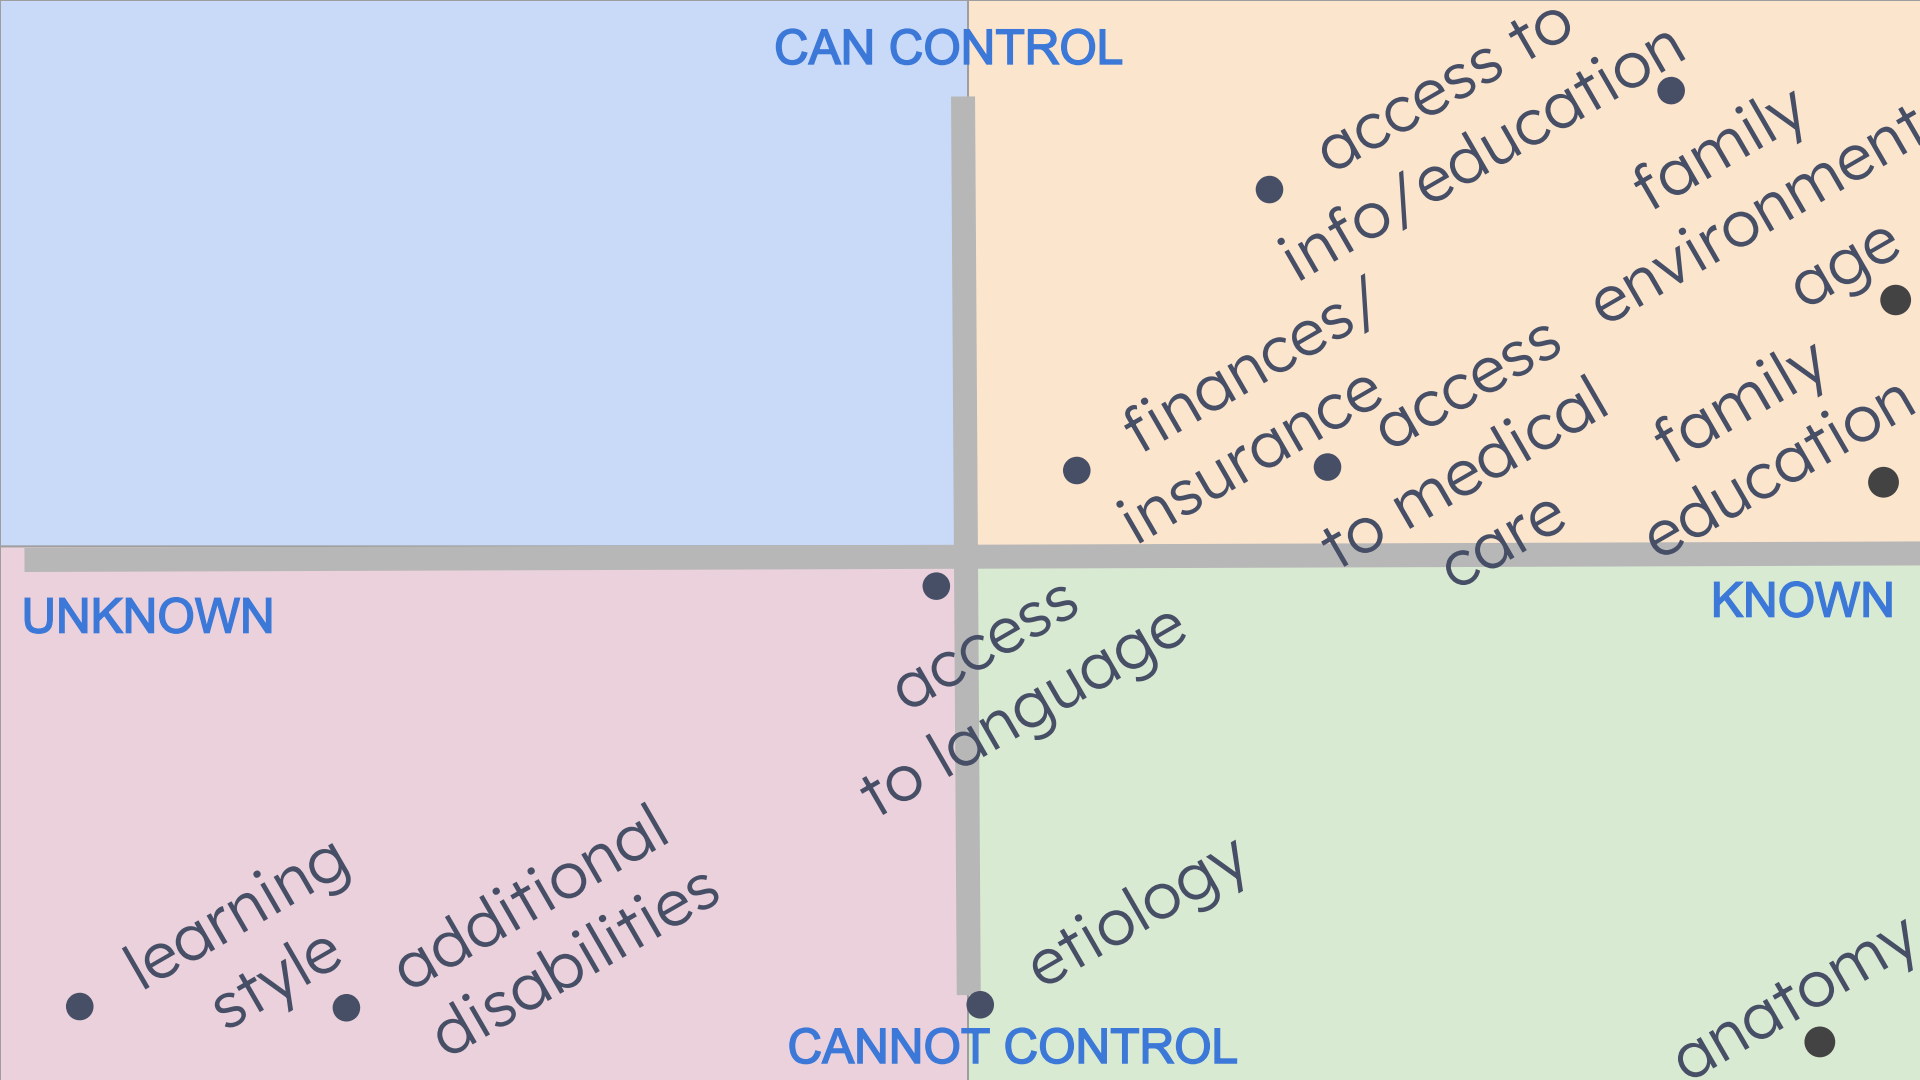 CAN CONTROL
access to
info/education
family
environment
age
finances/
insurance
access
to medical
care
family
education
UNKNOWN
KNOWN
access
to language
learning
style
additional
disabilities
etiology
anatomy
CANNOT CONTROL